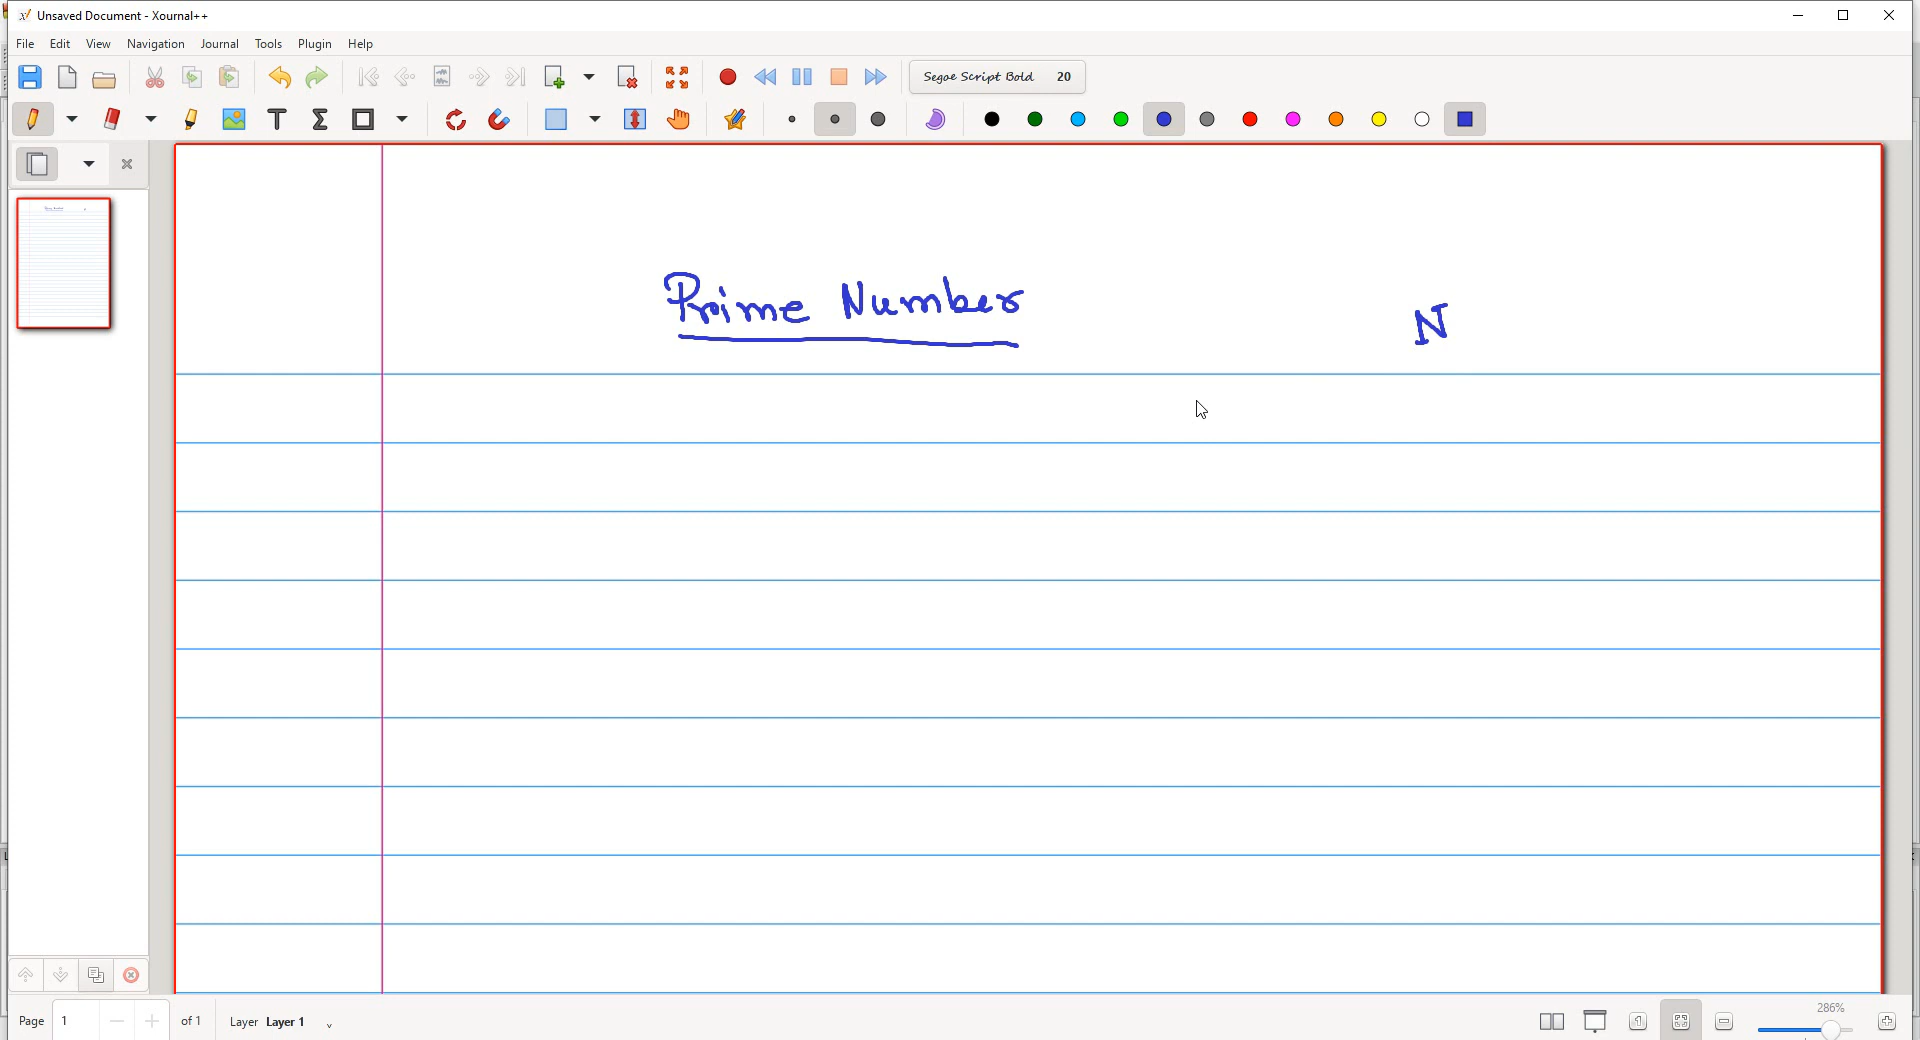 Unsaved Document - Xournal++
File Edit View Navigation Journal Tools Plugin Help
Segoe Script Bold 20
Prime Number N
Page 1 of 1 Layer Layer 1 286%